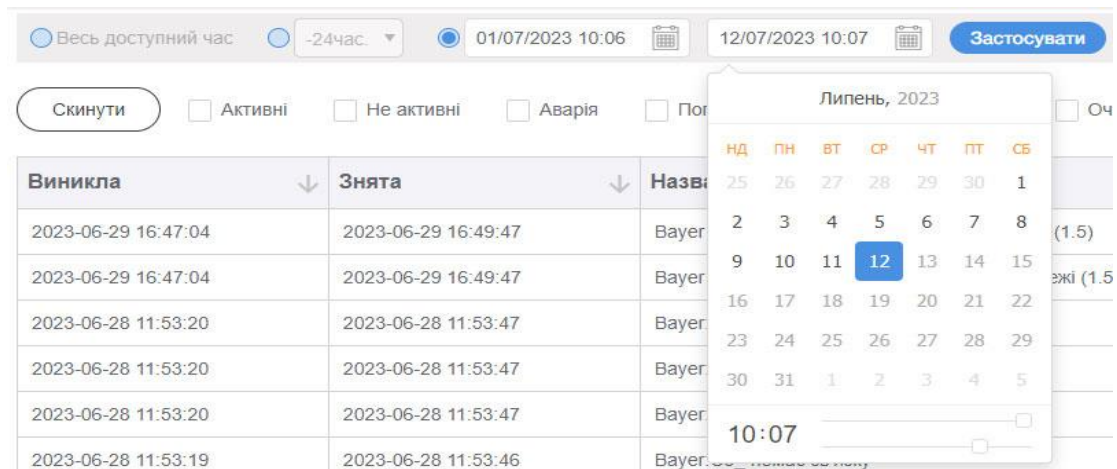 Весь доступний час -24час. 01/07/2023 10:06 12/07/2023 10:07 Застосувати
Скинути Активні Не активні Аварія
Липень, 2023
нд пн вт ср чт пт сб
25 26 27 28 29 30 1
2 3 4 5 6 7 8
9 10 11 12 13 14 15
16 17 18 19 20 21 22
23 24 25 26 27 28 29
30 31 1 2 3 4 5
10:07
Виникла Знята
2023-06-29 16:47:04 2023-06-29 16:49:47 Bayer (1.5)
2023-06-29 16:47:04 2023-06-29 16:49:47 Bayer
2023-06-28 11:53:20 2023-06-28 11:53:47 Bayer:
2023-06-28 11:53:20 2023-06-28 11:53:47 Bayer:
2023-06-28 11:53:20 2023-06-28 11:53:47 Bayer:
2023-06-28 11:53:19 2023-06-28 11:53:46 Bayer: